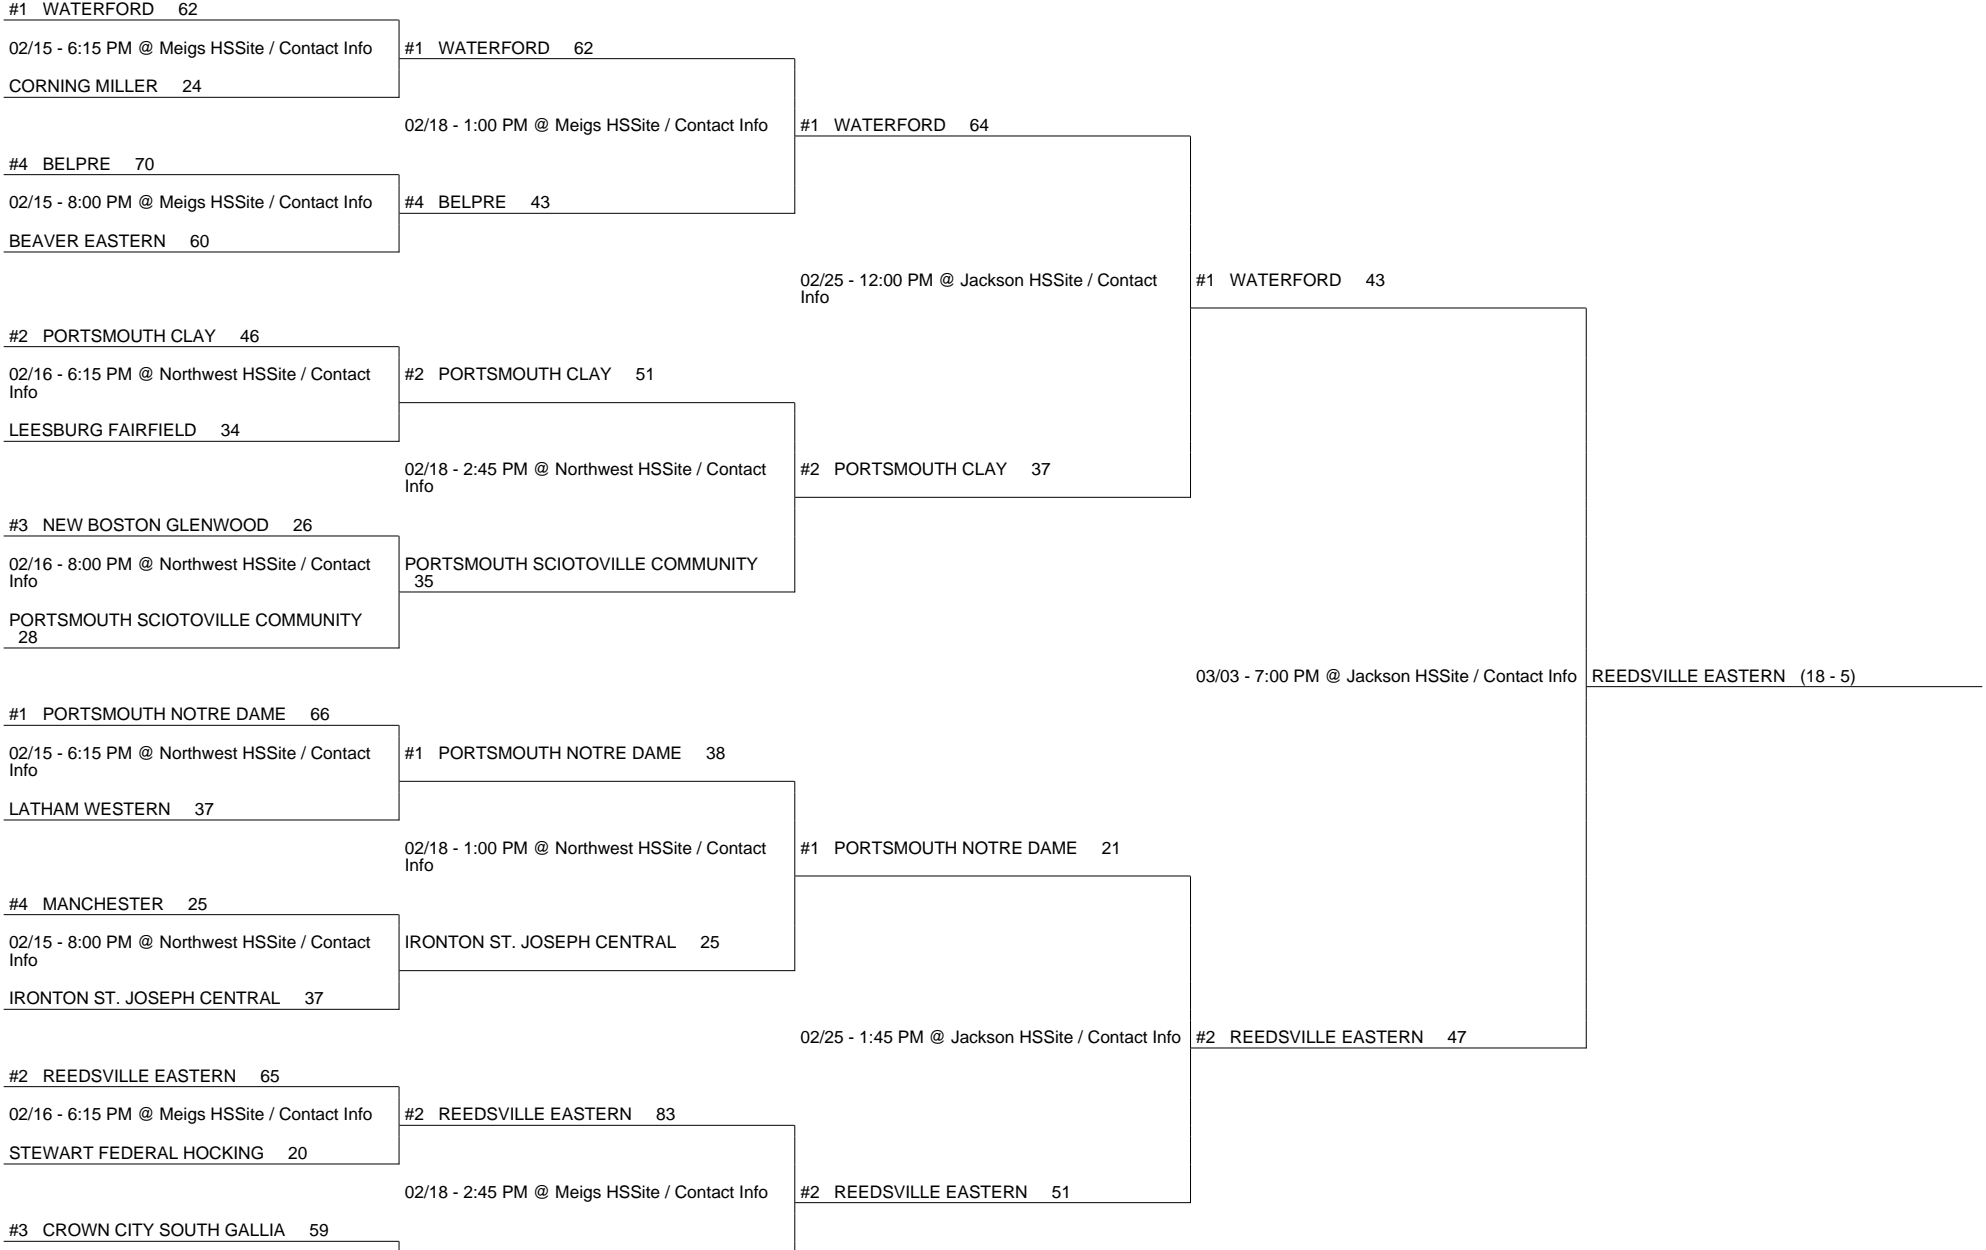 #1 WATERFORD 62
02/15 - 6:15 PM @ Meigs HSSite / Contact Info
CORNING MILLER 24
#4 BELPRE 70
02/15 - 8:00 PM @ Meigs HSSite / Contact Info
BEAVER EASTERN 60
#2 PORTSMOUTH CLAY 46
02/16 - 6:15 PM @ Northwest HSSite / Contact
Info
LEESBURG FAIRFIELD 34
#3 NEW BOSTON GLENWOOD 26
02/16 - 8:00 PM @ Northwest HSSite / Contact
Info
PORTSMOUTH SCIOTOVILLE COMMUNITY
28
#1 PORTSMOUTH NOTRE DAME 66
02/15 - 6:15 PM @ Northwest HSSite / Contact
Info
LATHAM WESTERN 37
#4 MANCHESTER 25
02/15 - 8:00 PM @ Northwest HSSite / Contact
Info
IRONTON ST. JOSEPH CENTRAL 37
#2 REEDSVILLE EASTERN 65
02/16 - 6:15 PM @ Meigs HSSite / Contact Info
STEWART FEDERAL HOCKING 20
#3 CROWN CITY SOUTH GALLIA 59
#1 WATERFORD 62
02/18 - 1:00 PM @ Meigs HSSite / Contact Info
#4 BELPRE 43
#2 PORTSMOUTH CLAY 51
02/18 - 2:45 PM @ Northwest HSSite / Contact
Info
PORTSMOUTH SCIOTOVILLE COMMUNITY
35
#1 PORTSMOUTH NOTRE DAME 38
02/18 - 1:00 PM @ Northwest HSSite / Contact
Info
IRONTON ST. JOSEPH CENTRAL 25
#2 REEDSVILLE EASTERN 83
02/18 - 2:45 PM @ Meigs HSSite / Contact Info
#1 WATERFORD 64
02/25 - 12:00 PM @ Jackson HSSite / Contact
Info
#2 PORTSMOUTH CLAY 37
#1 PORTSMOUTH NOTRE DAME 21
02/25 - 1:45 PM @ Jackson HSSite / Contact Info
#2 REEDSVILLE EASTERN 51
#1 WATERFORD 43
03/03 - 7:00 PM @ Jackson HSSite / Contact Info
#2 REEDSVILLE EASTERN 47
REEDSVILLE EASTERN (18 - 5)